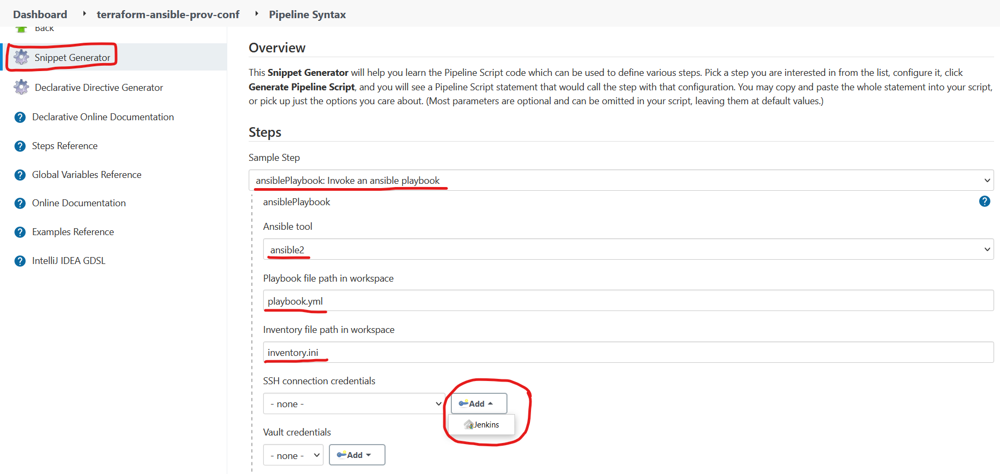 Dashboard terraform-ansible-prov-conf Pipeline Syntax
Back
Snippet Generator
Declarative Directive Generator
Declarative Online Documentation
Steps Reference
Global Variables Reference
Online Documentation
Examples Reference
IntelliJ IDEA GDSL
Overview
This Snippet Generator will help you learn the Pipeline Script code which can be used to define various steps. Pick a step you are interested in from the list, configure it, click
Generate Pipeline Script, and you will see a Pipeline Script statement that would call the step with that configuration. You may copy and paste the whole statement into your script,
or pick up just the options you care about. (Most parameters are optional and can be omitted in your script, leaving them at default values.)
Steps
Sample Step
ansiblePlaybook: Invoke an ansible playbook
ansiblePlaybook
Ansible tool
ansible2
Playbook file path in workspace
playbook.yml
Inventory file path in workspace
inventory.ini
SSH connection credentials
- none - Add
Jenkins
Vault credentials
- none - Add